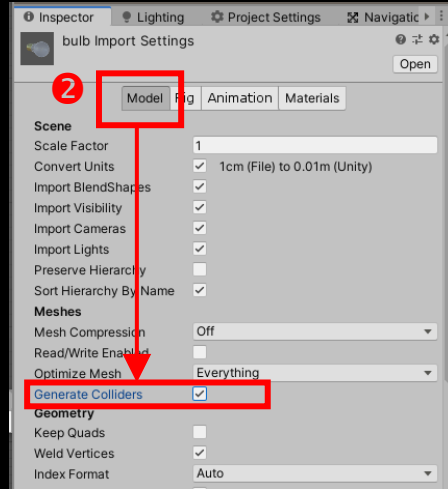 Inspector Lighting Project Settings Navigatic
bulb Import Settings
Open
2
Model Rig Animation Materials
Scene
Scale Factor 1
Convert Units 1cm (File) to 0.01m (Unity)
Import BlendShapes
Import Visibility
Import Cameras
Import Lights
Preserve Hierarchy
Sort Hierarchy By Name
Meshes
Mesh Compression Off
Read/Write Enabled
Optimize Mesh Everything
Generate Colliders
Geometry
Keep Quads
Weld Vertices
Index Format Auto